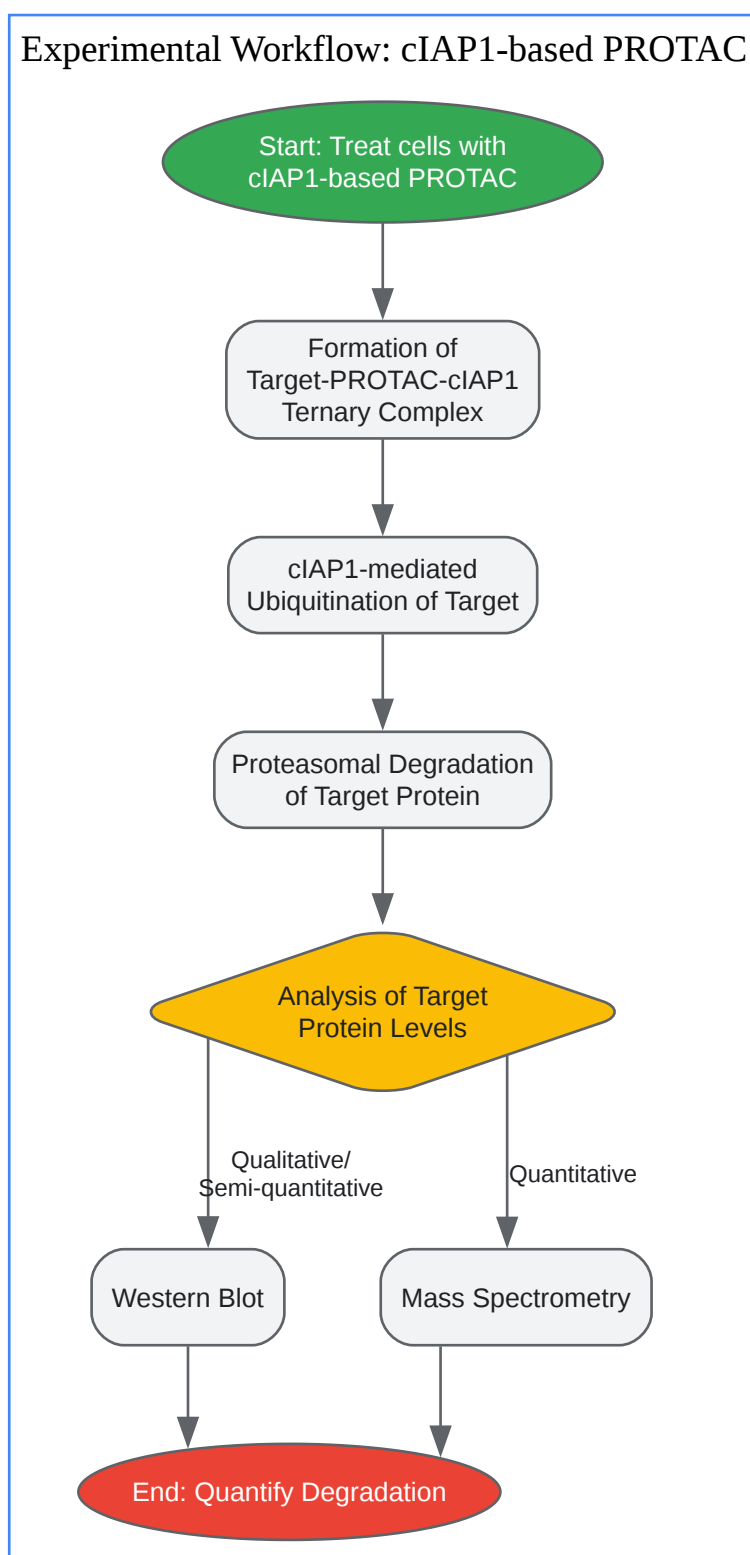 Experimental Workflow: cIAP1-based PROTAC
Start: Treat cells with
cIAP1-based PROTAC
Formation of
Target-PROTAC-cIAP1
Ternary Complex
cIAP1-mediated
Ubiquitination of Target
Proteasomal Degradation
of Target Protein
Analysis of Target
Protein Levels
Qualitative/
Semi-quantitative
Quantitative
Western Blot
Mass Spectrometry
End: Quantify Degradation